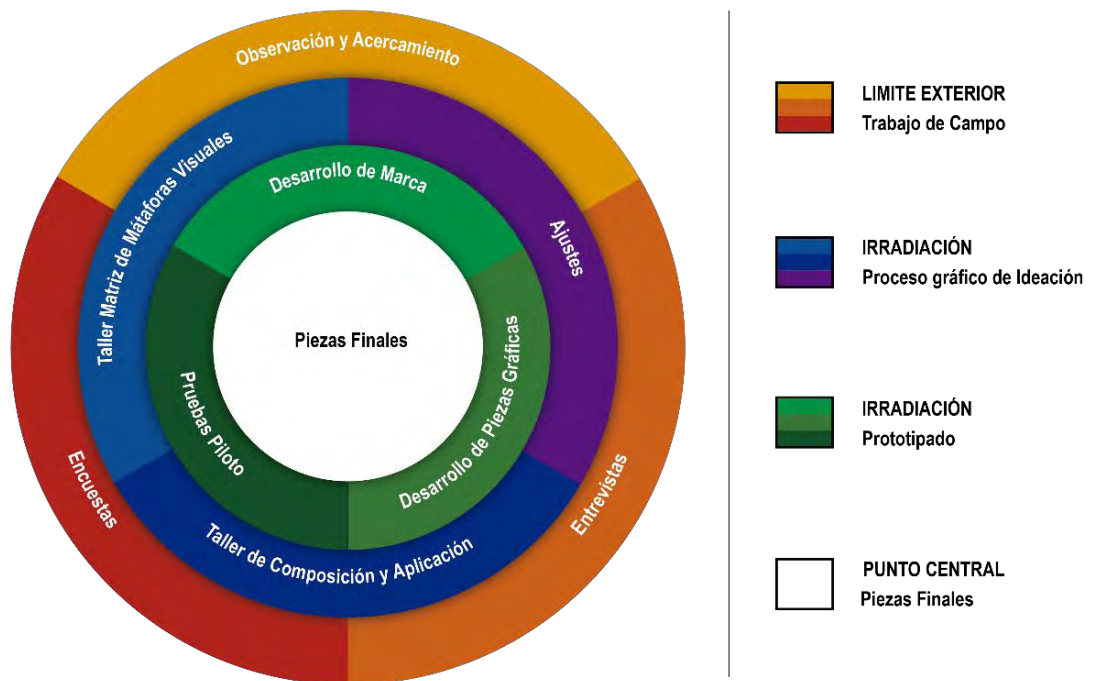 Observación y Acercamiento
Entrevistas
Encuestas
Taller Matriz de Mátaforas Visuales
Ajustes
Taller de Composición y Aplicación
Desarrollo de Marca
Desarrollo de Piezas Gráficas
Pruebas Piloto
Piezas Finales
LIMITE EXTERIOR
Trabajo de Campo
IRRADIACIÓN
Proceso gráfico de Ideación
IRRADIACIÓN
Prototipado
PUNTO CENTRAL
Piezas Finales